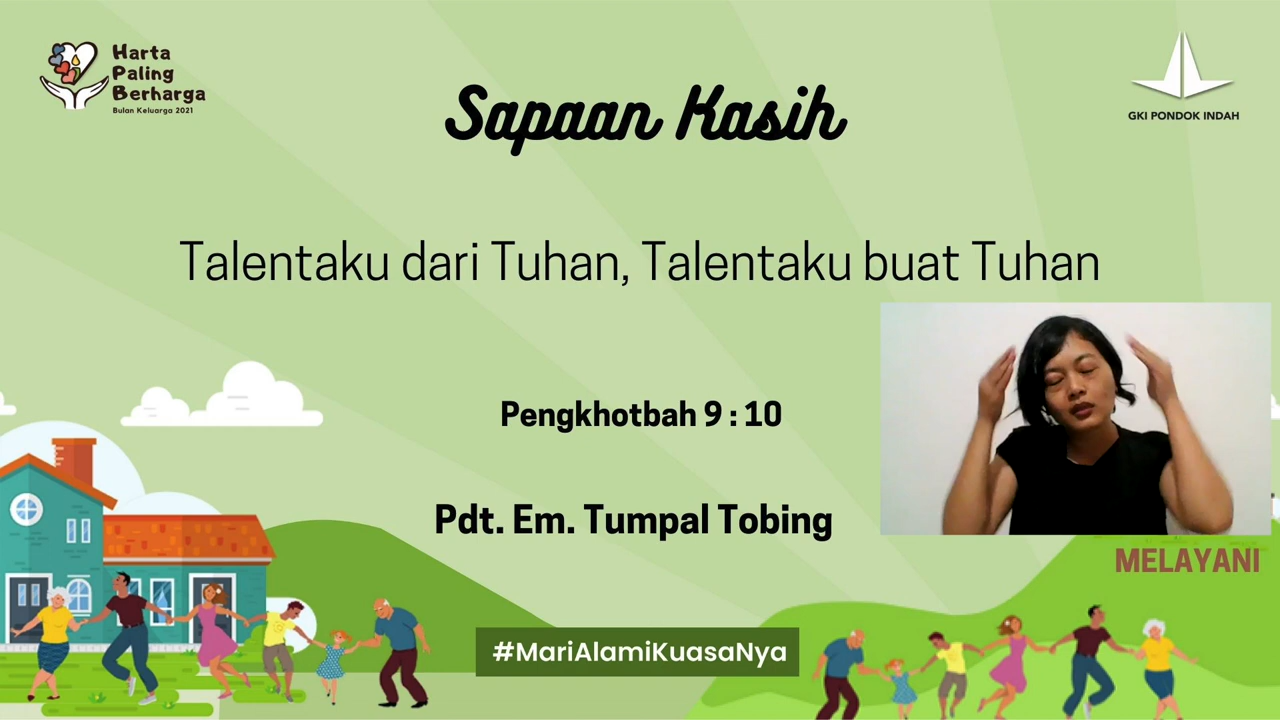 Harta
Paling
Berharga
Bulan Keluarga 2021
GKI PONDOK INDAH
Sapaan Kasih
Talentaku dari Tuhan, Talentaku buat Tuhan
Pengkhotbah 9 : 10
Pdt. Em. Tumpal Tobing
MELAYANI
#MariAlamiKuasaNya